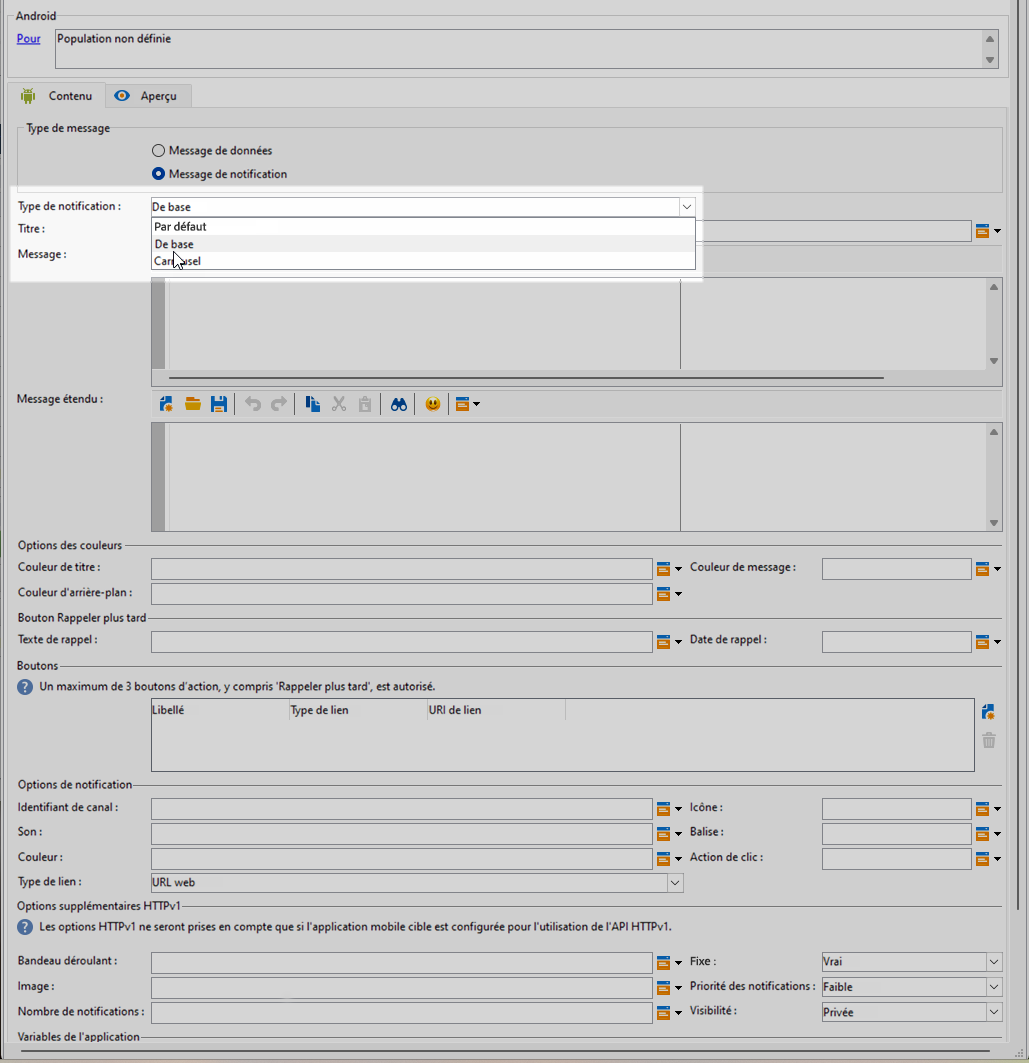 Android
Pour
Population non définie
Contenu
Aperçu
Type de message
Message de données
Message de notification
Type de notification :
De base
Titre :
Par défaut
De base
Message :
Message étendu :
Options des couleurs
Couleur de titre :
Couleur de message :
Couleur d'arrière-plan :
Bouton Rappeler plus tard
Texte de rappel :
Date de rappel :
Boutons
Un maximum de 3 boutons d'action, y compris 'Rappeler plus tard', est autorisé.
Libellé Type de lien URI de lien
Options de notification
Identifiant de canal :
Icône :
Son :
Balise :
Couleur :
Action de clic :
Type de lien :
URL web
Options supplémentaires HTTPv1
Les options HTTPv1 ne seront prises en compte que si l'application mobile cible est configurée pour l'utilisation de l'API HTTPv1.
Bandeau déroulant :
Fixe :
Vrai
Image :
Priorité des notifications :
Faible
Nombre de notifications :
Visibilité :
Privée
Variables de l'application